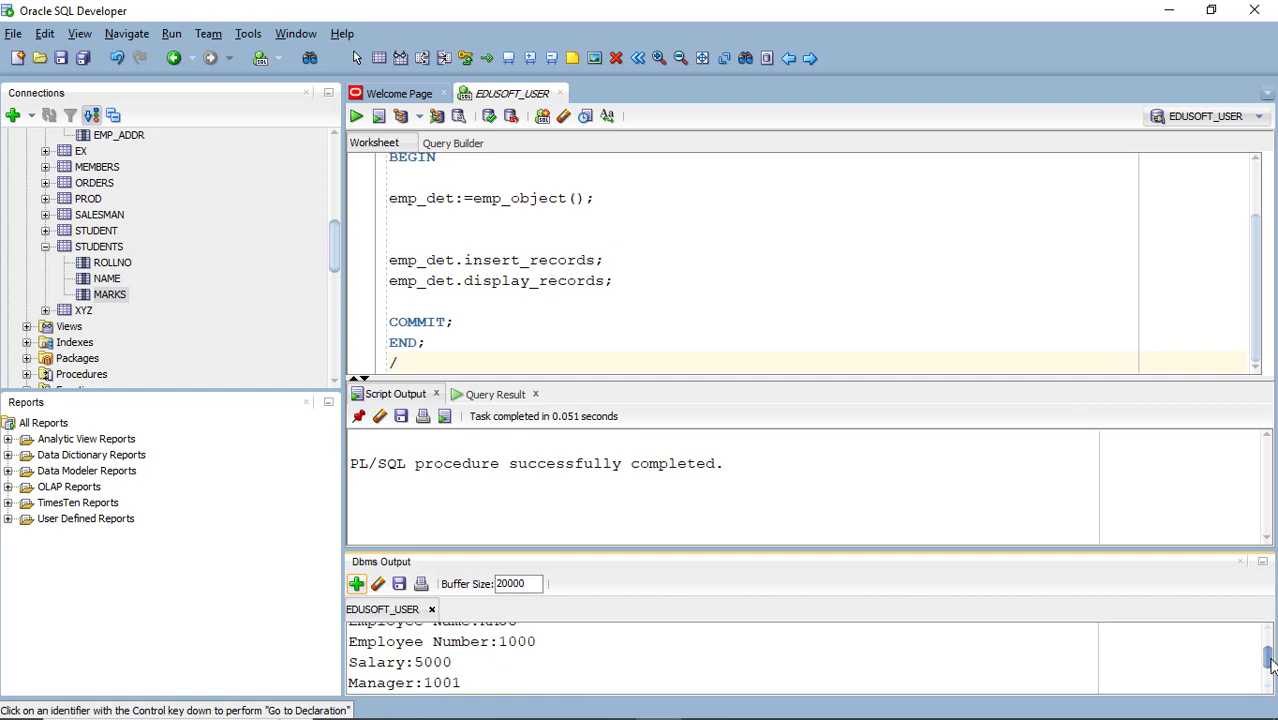 Oracle SQL Developer
File Edit View Navigate Run Team Tools Window Help
Connections
EMP_ADDR
EX
MEMBERS
ORDERS
PROD
SALESMAN
STUDENT
STUDENTS
ROLLNO
NAME
MARKS
XYZ
Views
Indexes
Packages
Procedures
Reports
All Reports
Analytic View Reports
Data Dictionary Reports
Data Modeler Reports
OLAP Reports
TimesTen Reports
User Defined Reports
Welcome Page EDUSOFT_USER
EDUSOFT_USER
Worksheet Query Builder
BEGIN
emp_det:=emp_object();
emp_det.insert_records;
emp_det.display_records;
COMMIT;
END;
/
Script Output Query Result
Task completed in 0.051 seconds
PL/SQL procedure successfully completed.
Dbms Output
Buffer Size: 20000
EDUSOFT_USER
Employee Number:1000
Salary:5000
Manager:1001
Click on an identifier with the Control key down to perform "Go to Declaration"